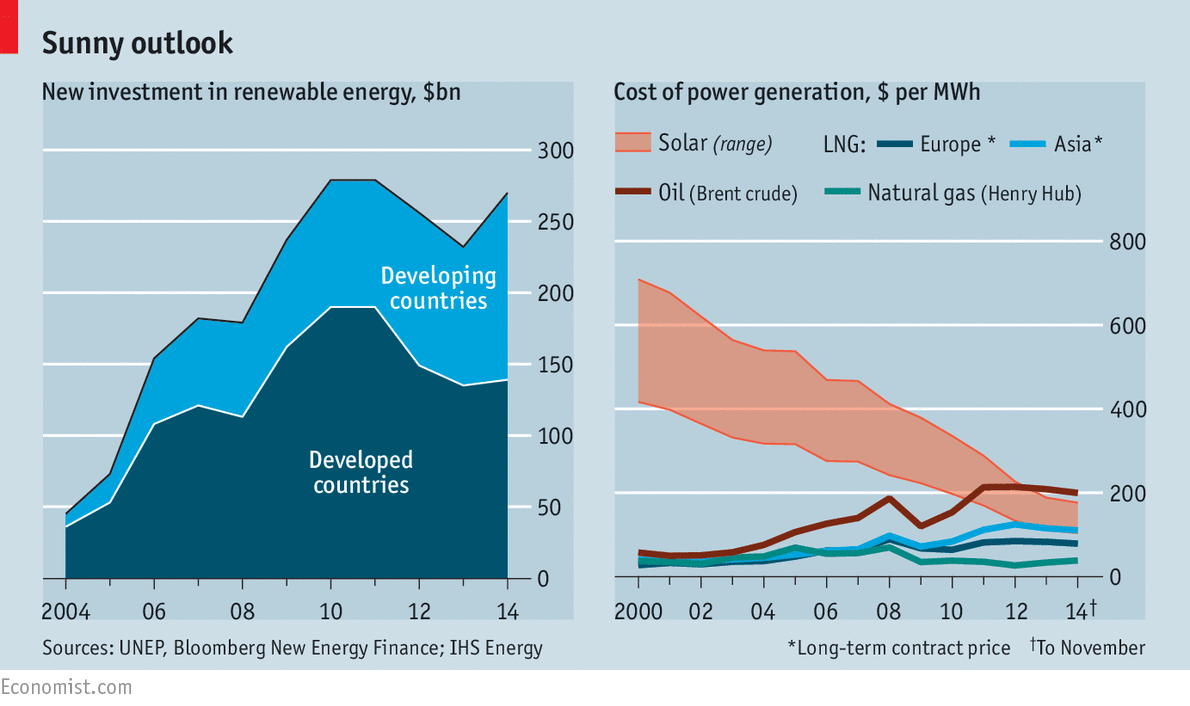 Sunny outlook
New investment in renewable energy, $bn
300
250
200
150
100
50
0
Developing
countries
Developed
countries
2004 06 08 10 12 14
Cost of power generation, $ per MWh
Solar (range) LNG: Europe * Asia*
Oil (Brent crude) Natural gas (Henry Hub)
800
600
400
200
0
2000 02 04 06 08 10 12 14†
Sources: UNEP, Bloomberg New Energy Finance; IHS Energy
*Long-term contract price †To November
Economist.com